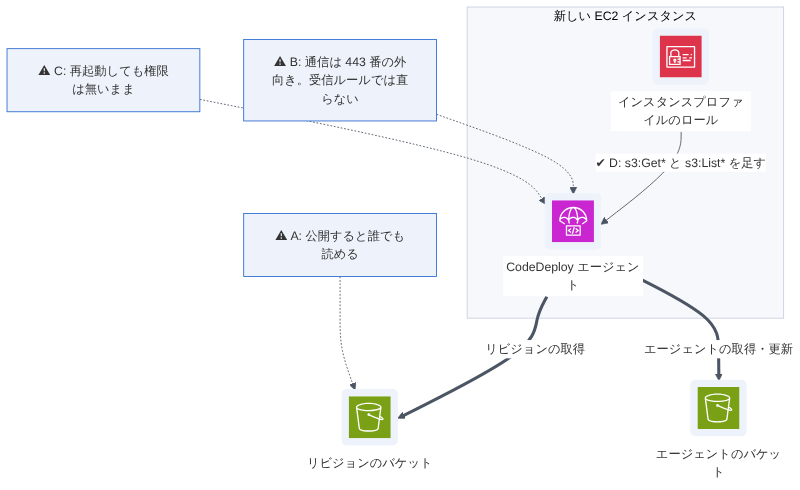 新しい EC2 インスタンス
⚠ C: 再起動しても権限
は無いまま
⚠ B: 通信は 443 番の外
向き。受信ルールでは直
らない
インスタンスプロファ
イルのロール
✔ D: s3:Get* と s3:List* を足す
⚠ A: 公開すると誰でも
読める
CodeDeploy エージェン
ト
リビジョンの取得
エージェントの取得・更新
リビジョンのバケット
エージェントのバケッ
ト